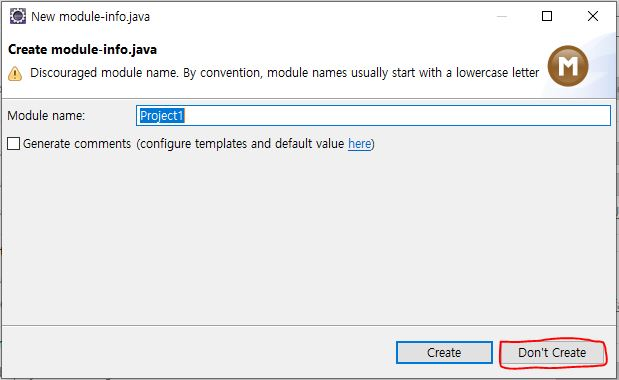 New module-info.java
Create module-info.java
Discouraged module name. By convention, module names usually start with a lowercase letter
M
Module name: Project1
Generate comments (configure templates and default value here)
Create Don't Create